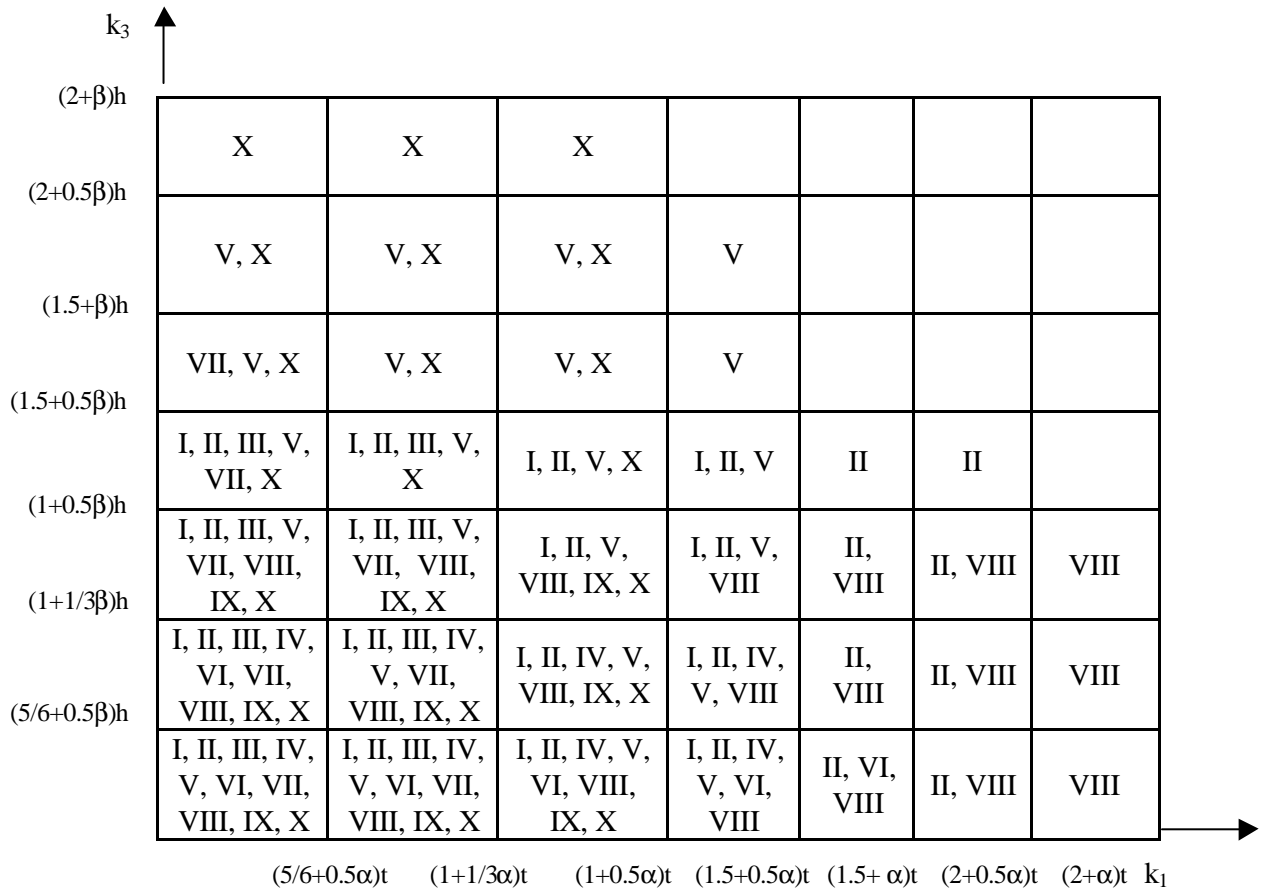 k3
(2+β)h
X X X
(2+0.5β)h
V, X V, X V, X V
(1.5+β)h
VII, V, X V, X V, X V
(1.5+0.5β)h
I, II, III, V, I, II, III, V,
VII, X X I, II, V, X I, II, V II II
(1+0.5β)h
I, II, III, V, I, II, III, V, I, II, V, I, II, V, II,
VII, VIII, VII, VIII, VIII, IX, X VIII VIII II, VIII VIII
IX, X IX, X
(1+1/3β)h
I, II, III, IV, I, II, III, IV, I, II, IV, V, I, II, IV, II,
VI, VII, V, VII, VIII, IX, X V, VIII VIII II, VIII VIII
VIII, IX, X VIII, IX, X
(5/6+0.5β)h
I, II, III, IV, I, II, III, IV, I, II, IV, V, I, II, IV, II, VI,
V, VI, VII, V, VI, VII, VI, VIII, V, VI, VIII II, VIII VIII
VIII, IX, X VIII, IX, X IX, X VIII
(5/6+0.5α)t (1+1/3α)t (1+0.5α)t (1.5+0.5α)t (1.5+ α)t (2+0.5α)t (2+α)t k1